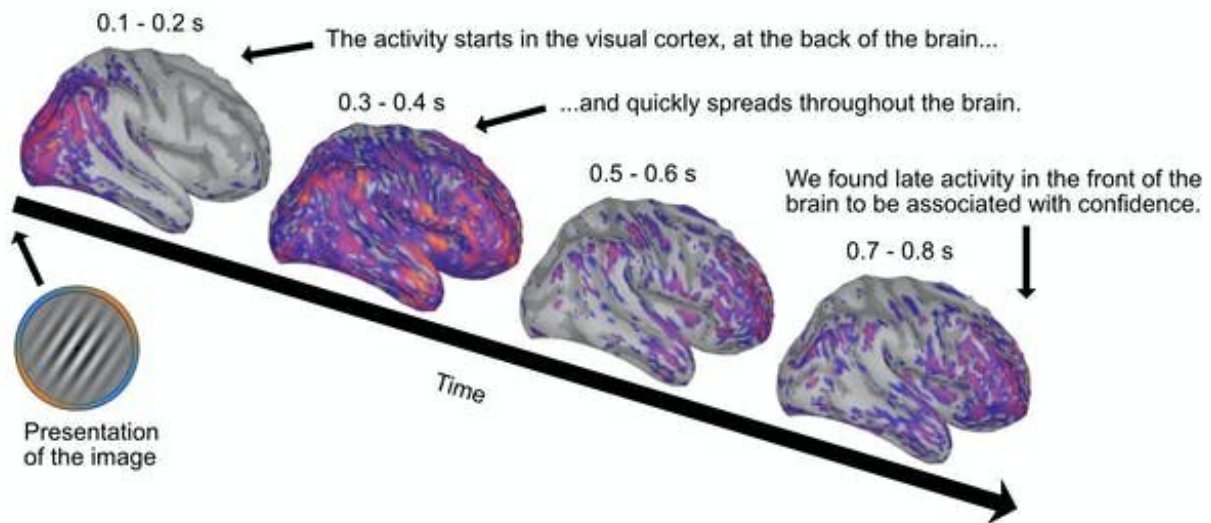 0.1 - 0.2 s
The activity starts in the visual cortex, at the back of the brain...
0.3 - 0.4 s
...and quickly spreads throughout the brain.
0.5 - 0.6 s
We found late activity in the front of the
brain to be associated with confidence.
0.7 - 0.8 s
Time
Presentation
of the image